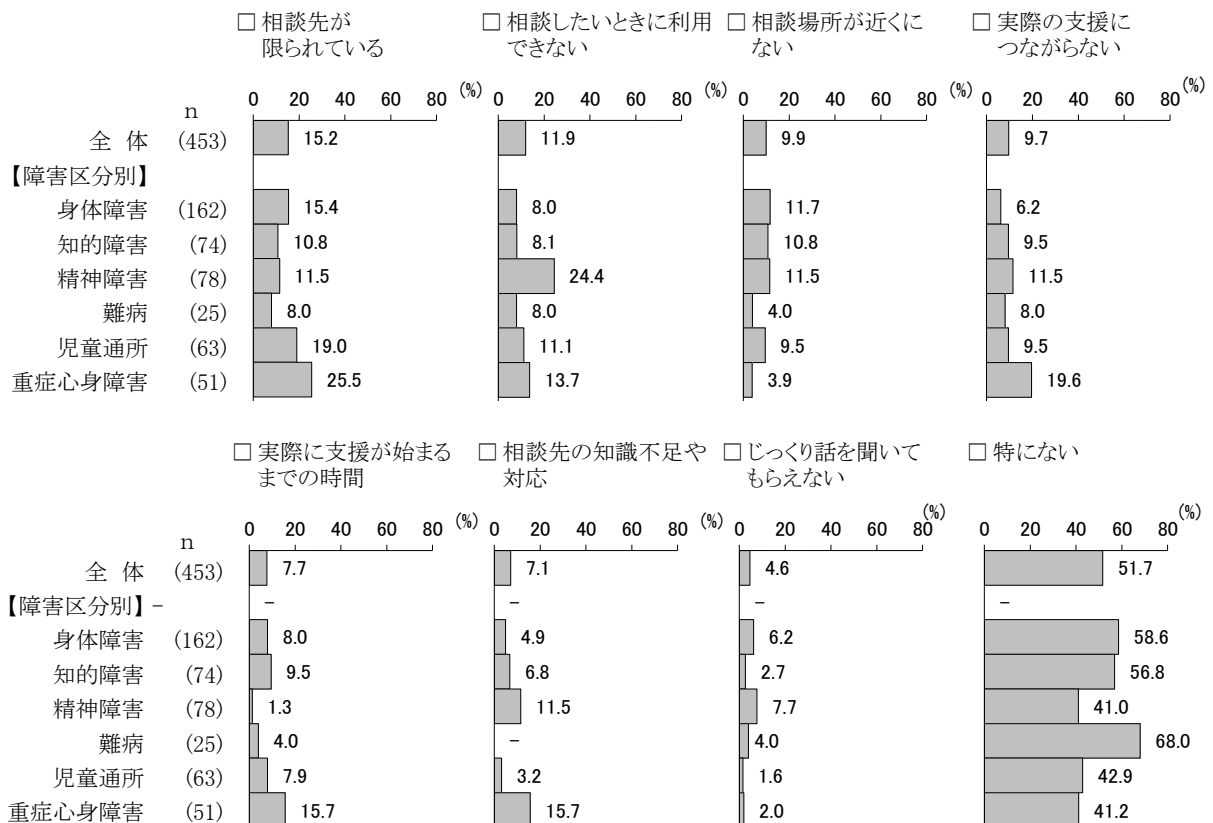 □ 相談先が
限られている
□ 相談したいときに利用
できない
□ 相談場所が近くに
ない
□ 実際の支援に
つながらない
n 0 20 40 60 80 (%) 0 20 40 60 80 (%) 0 20 40 60 80 (%) 0 20 40 60 80 (%)
全 体 (453) 15.2 11.9 9.9 9.7
【障害区分別】
身体障害 (162) 15.4 8.0 11.7 6.2
知的障害 (74) 10.8 8.1 10.8 9.5
精神障害 (78) 11.5 24.4 11.5 11.5
難病 (25) 8.0 8.0 4.0 8.0
児童通所 (63) 19.0 11.1 9.5 9.5
重症心身障害 (51) 25.5 13.7 3.9 19.6
□ 実際に支援が始まる
までの時間
□ 相談先の知識不足や
対応
□ じっくり話を聞いて
もらえない
□ 特にない
n 0 20 40 60 80 (%) 0 20 40 60 80 (%) 0 20 40 60 80 (%) 0 20 40 60 80 (%)
全 体 (453) 7.7 7.1 4.6 51.7
【障害区分別】 - - - - -
身体障害 (162) 8.0 4.9 6.2 58.6
知的障害 (74) 9.5 6.8 2.7 56.8
精神障害 (78) 1.3 11.5 7.7 41.0
難病 (25) 4.0 - 4.0 68.0
児童通所 (63) 7.9 3.2 1.6 42.9
重症心身障害 (51) 15.7 15.7 2.0 41.2